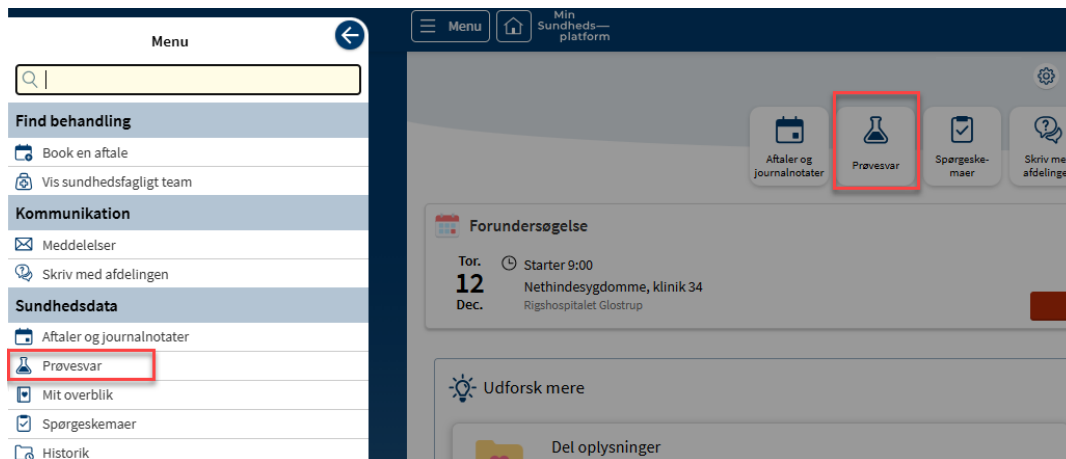 Menu
Find behandling
Book en aftale
Vis sundhedsfagligt team
Kommunikation
Meddelelser
Skriv med afdelingen
Sundhedsdata
Aftaler og journalnotater
Prøvesvar
Mit overblik
Spørgeskemaer
Historik
Menu
Min
Sundheds—
platform
Aftaler og
journalnotater
Prøvesvar
Spørgeske-
maer
Skriv me
afdelinge
Forundersøgelse
Tor.
12
Dec.
Starter 9:00
Nethindesygdomme, klinik 34
Rigshospitalet Glostrup
Udforsk mere
Del oplysninger